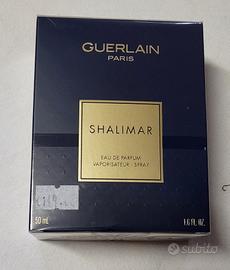 GUERLAIN
PARIS
SHALIMAR
EAU DE PARFUM
VAPORISATEUR - SPRAY
50 mL
1.6 FL. OZ.
subito